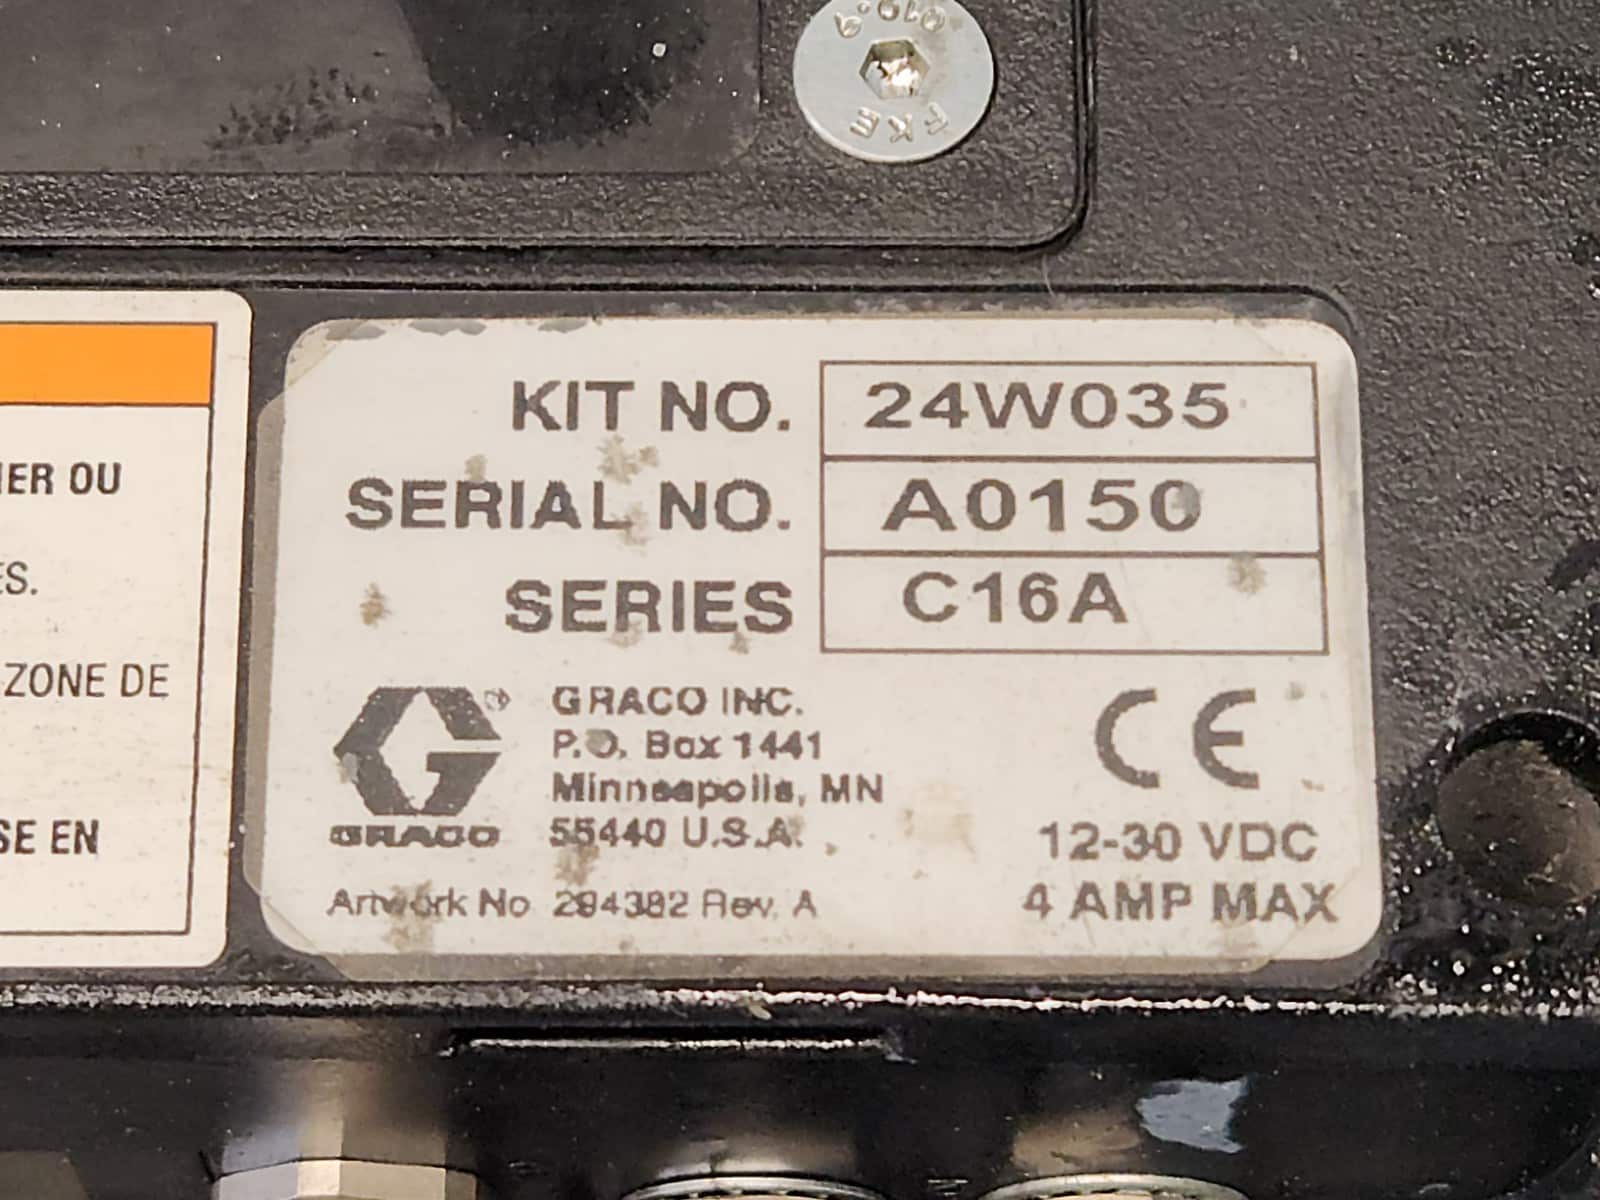 010.9
FKE
IER OU
ES.
ZONE DE
SE EN
KIT NO. 24W035
SERIAL NO. A0150
SERIES C16A
GRACO
GRACO INC.
P.O. Box 1441
Minneapolis, MN
55440 U.S.A.
Artwork No. 294382 Rev. A
CE
12-30 VDC
4 AMP MAX